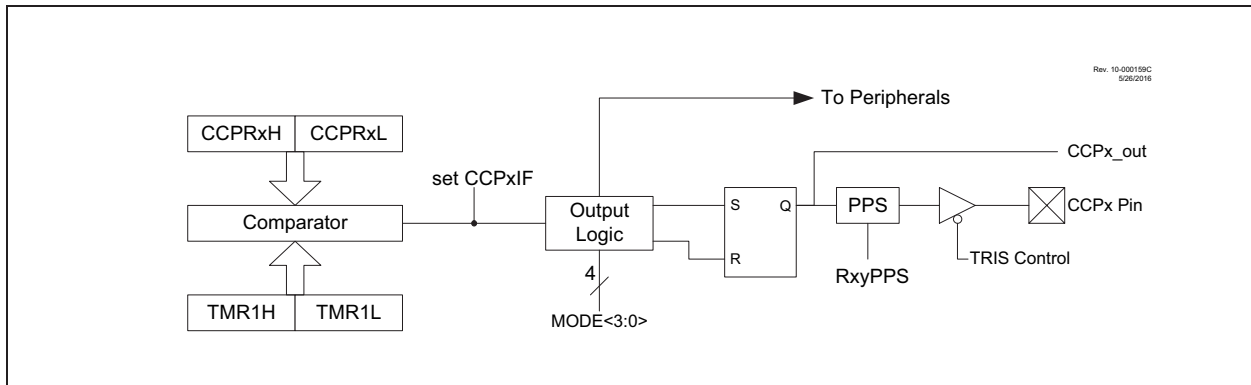 Rev. 10-000159C
5/26/2016
To Peripherals
CCPRxH CCPRxL
CCPx_out
set CCPxIF
Comparator
Output
Logic
S Q
R
PPS
CCPx Pin
TRIS Control
RxyPPS
4
MODE<3:0>
TMR1H TMR1L